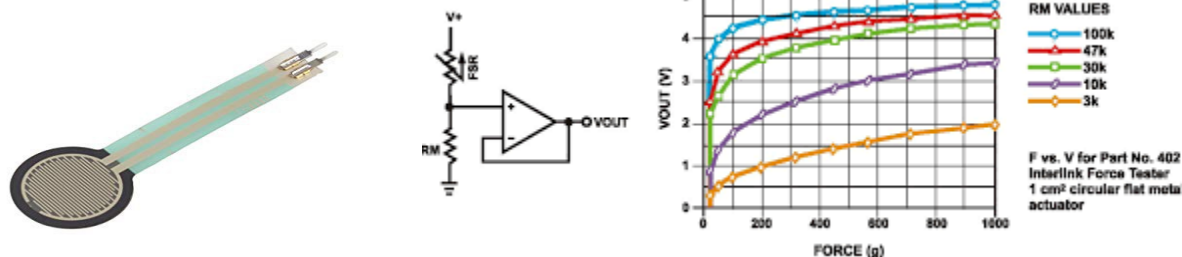 V+
FSR
RM
+
-
VOUT
VOUT (V)
4
3
2
1
0
0
200
400
600
800
1000
FORCE (g)
RM VALUES
100k
47k
30k
10k
3k
F vs. V for Part No. 402
Interlink Force Tester
1 cm² circular flat metal
actuator